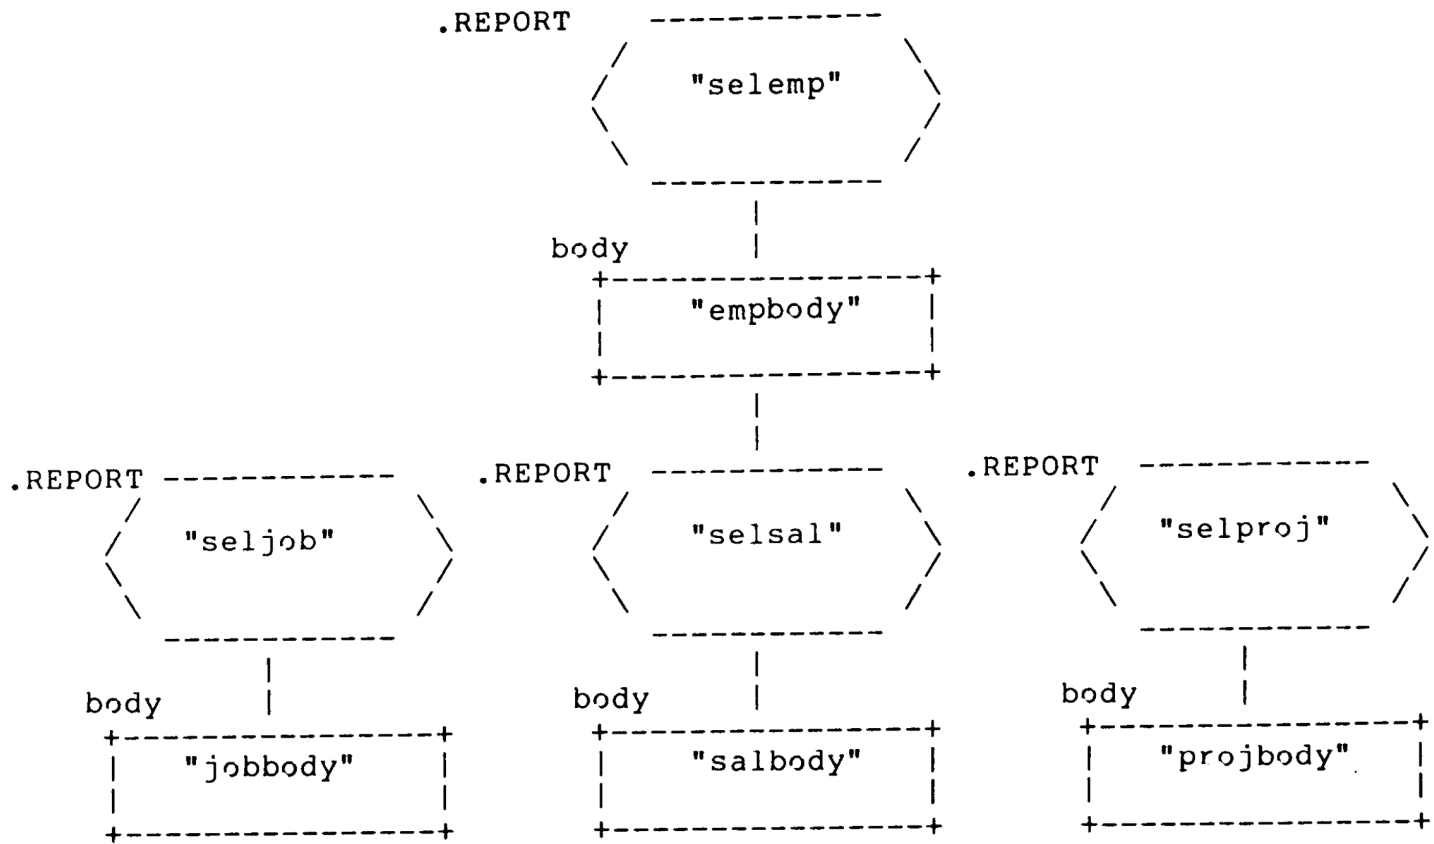 .REPORT
"selemp"
body
"empbody"
.REPORT .REPORT .REPORT
"seljob" "selsal" "selproj"
body body body
"jobbody" "salbody" "projbody"